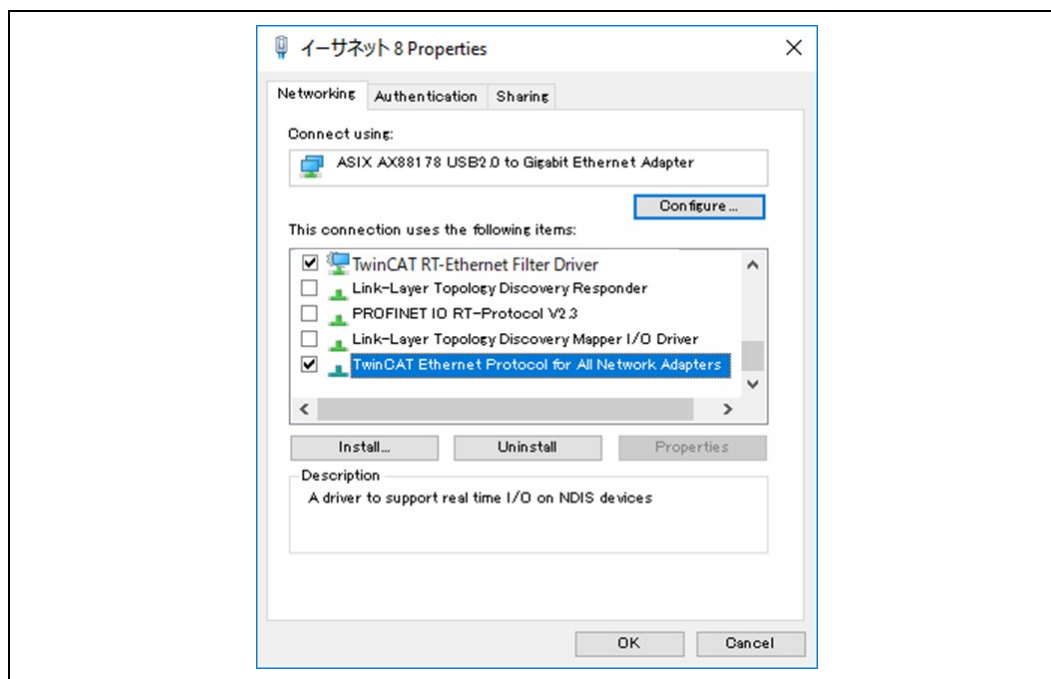 イーサネット 8 Properties
Networking Authentication Sharing
Connect using:
ASIX AX88178 USB2.0 to Gigabit Ethernet Adapter
Configure...
This connection uses the following items:
TwinCAT RT-Ethernet Filter Driver
Link-Layer Topology Discovery Responder
PROFINET IO RT-Protocol V2.3
Link-Layer Topology Discovery Mapper I/O Driver
TwinCAT Ethernet Protocol for All Network Adapters
Install... Uninstall Properties
Description
A driver to support real time I/O on NDIS devices
OK Cancel